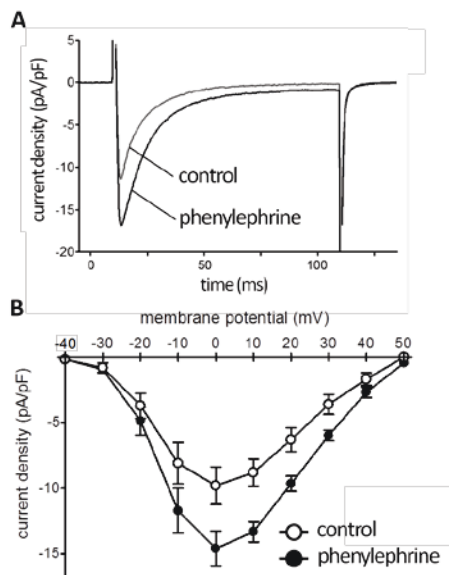 A
5
0
-5
-10
-15
-20
current density (pA/pF)
control
phenylephrine
0 50 100
time (ms)
B
membrane potential (mV)
-40 -30 -20 -10 0 10 20 30 40 50
-5
-10
-15
current density (pA/pF)
control
phenylephrine